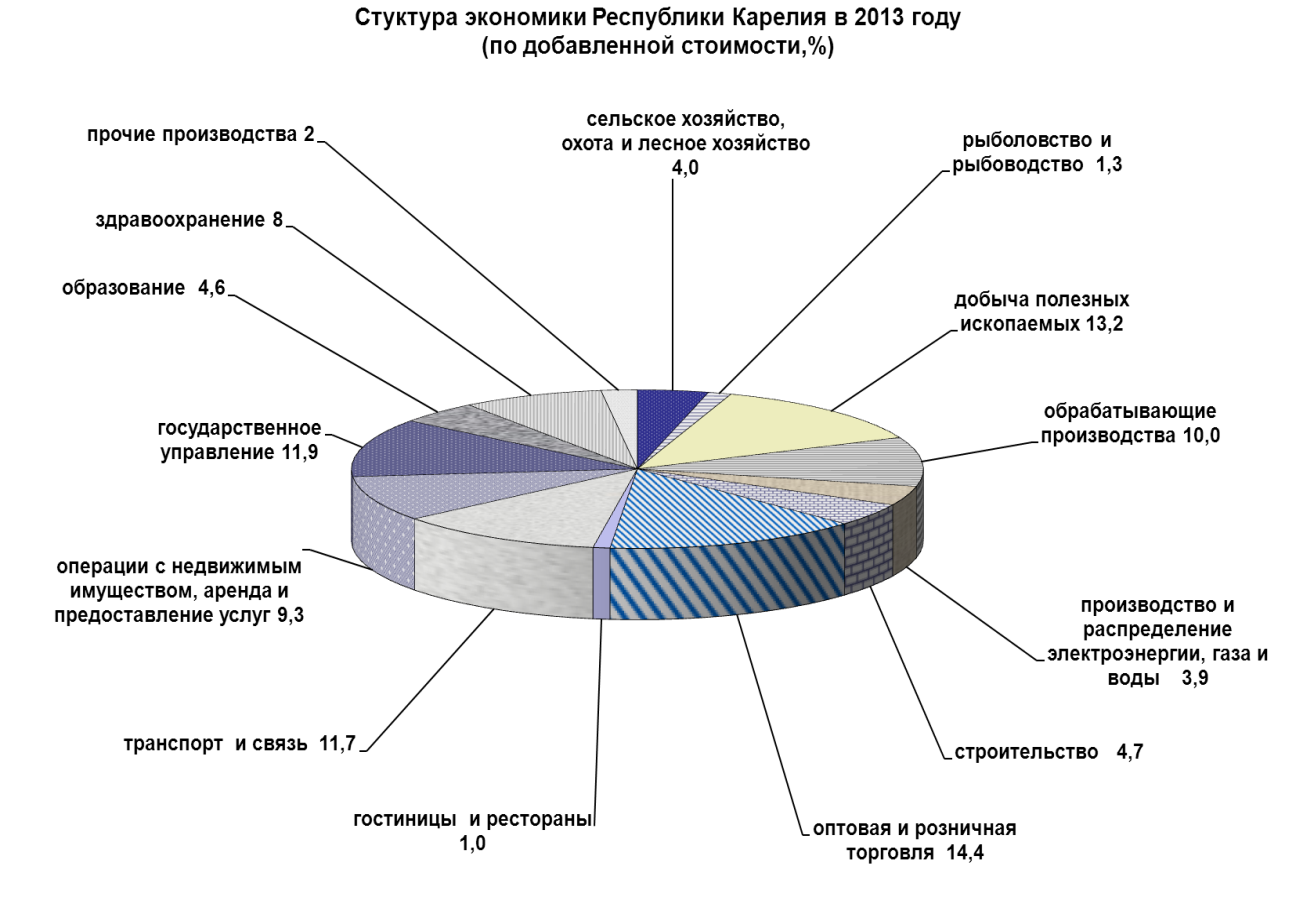 Стуктура экономики Республики Карелия в 2013 году
(по добавленной стоимости,%)
сельское хозяйство,
охота и лесное хозяйство
4,0
рыболовство и
рыбоводство 1,3
добыча полезных
ископаемых 13,2
обрабатывающие
производства 10,0
производство и
распределение
электроэнергии, газа и
воды 3,9
строительство 4,7
оптовая и розничная
торговля 14,4
гостиницы и рестораны
1,0
транспорт и связь 11,7
операции с недвижимым
имуществом, аренда и
предоставление услуг 9,3
государственное
управление 11,9
образование 4,6
здравоохранение 8
прочие производства 2